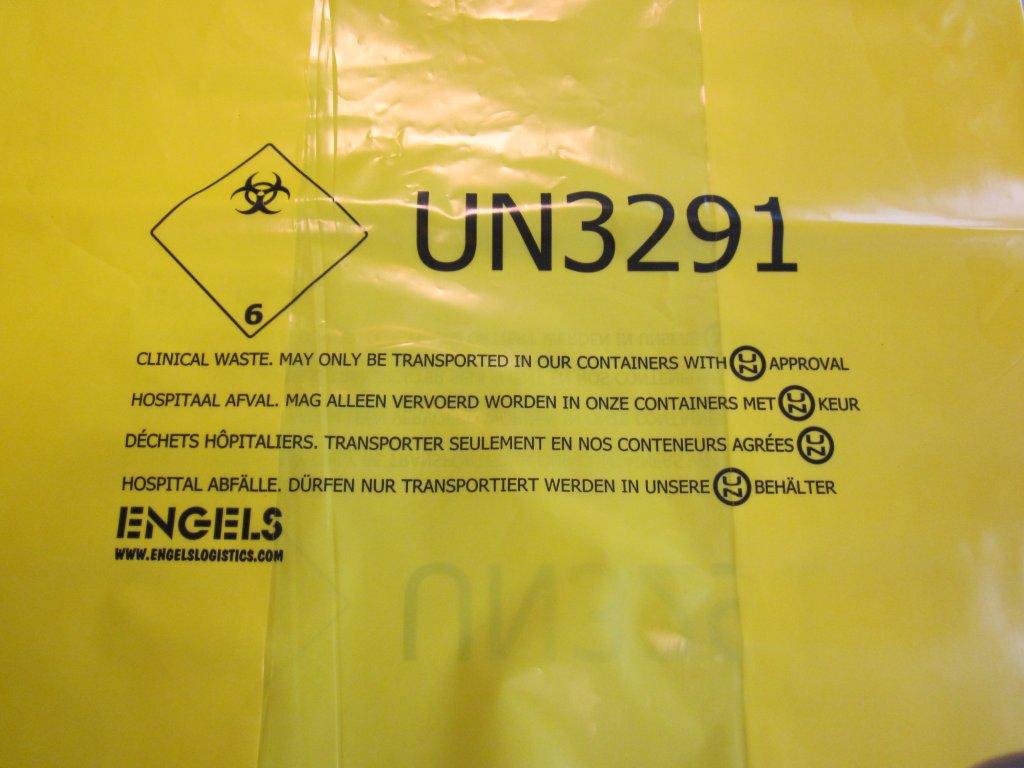 UN3291
6
CLINICAL WASTE. MAY ONLY BE TRANSPORTED IN OUR CONTAINERS WITH UN APPROVAL
HOSPITAAL AFVAL. MAG ALLEEN VERVOERD WORDEN IN ONZE CONTAINERS MET UN KEUR
DÉCHETS HÔPITALIERS. TRANSPORTER SEULEMENT EN NOS CONTENEURS AGRÉES UN
HOSPITAL ABFÄLLE. DÜRFEN NUR TRANSPORTIERT WERDEN IN UNSERE UN BEHÄLTER
ENGELS
WWW.ENGELSLOGISTICS.COM